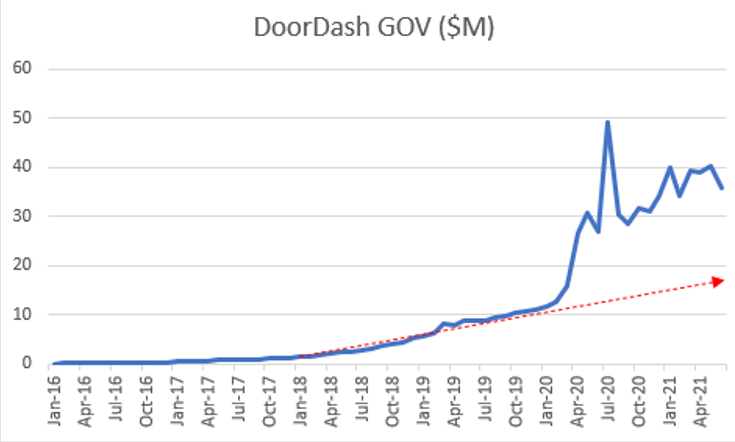 DoorDash GOV ($M)
60
50
40
30
20
10
0
Jan-16
Apr-16
Jul-16
Oct-16
Jan-17
Apr-17
Jul-17
Oct-17
Jan-18
Apr-18
Jul-18
Oct-18
Jan-19
Apr-19
Jul-19
Oct-19
Jan-20
Apr-20
Jul-20
Oct-20
Jan-21
Apr-21